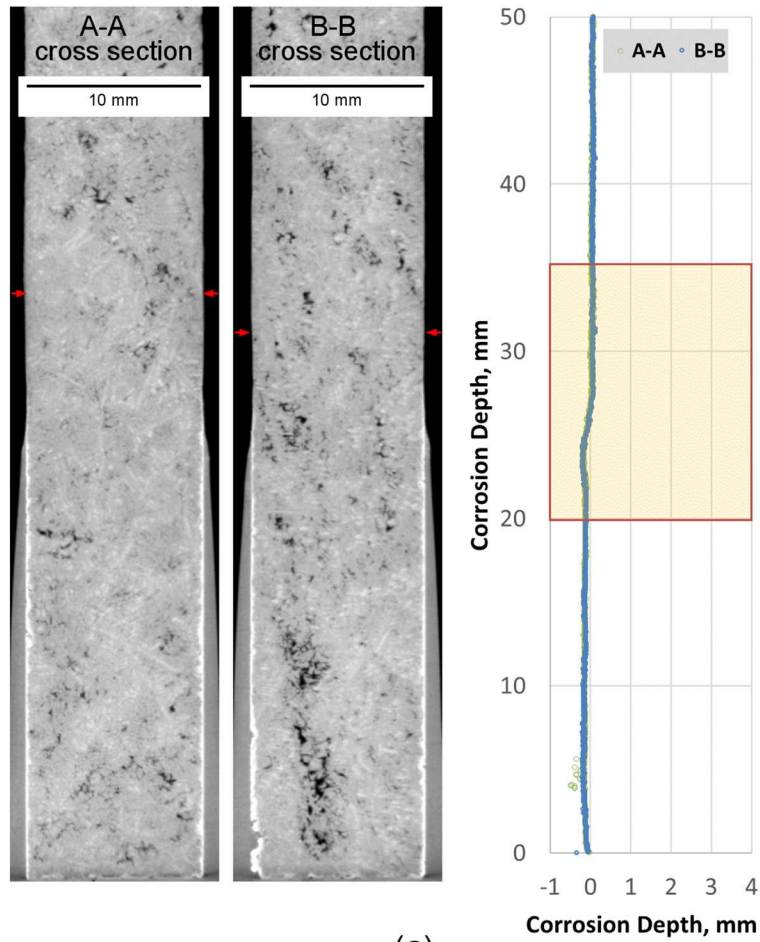 A-A
cross section
10 mm
B-B
cross section
10 mm
A-A B-B
50
40
30
20
10
0
-1 0 1 2 3 4
Corrosion Depth, mm
Corrosion Depth, mm